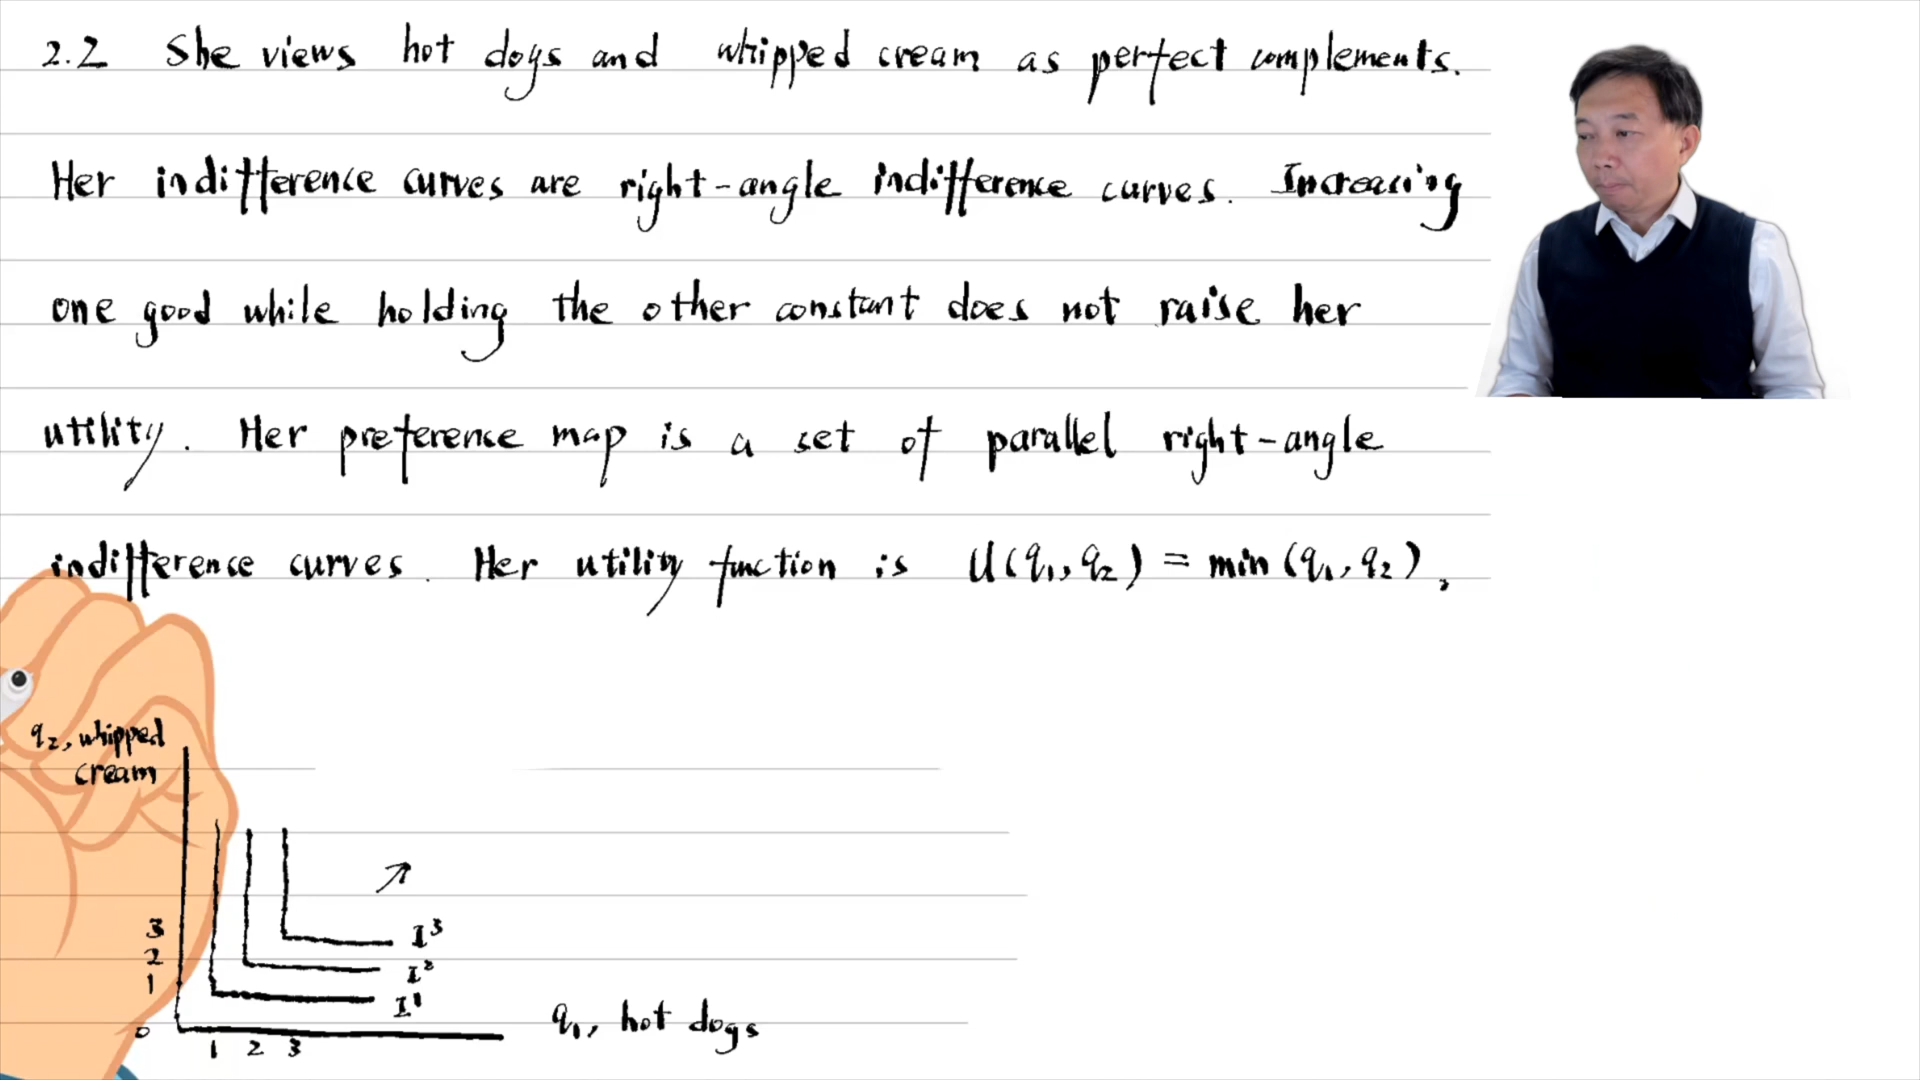 2.2 She views hot dogs and whipped cream as perfect complements.
Her indifference curves are right-angle indifference curves. Increasing
one good while holding the other constant does not raise her
utility. Her preference map is a set of parallel right-angle
indifference curves. Her utility function is U(q₁, q₂) = min(q₁, q₂),
q₂, whipped
cream
3
2
1
0
1 2 3
I³
I²
I¹
q₁, hot dogs